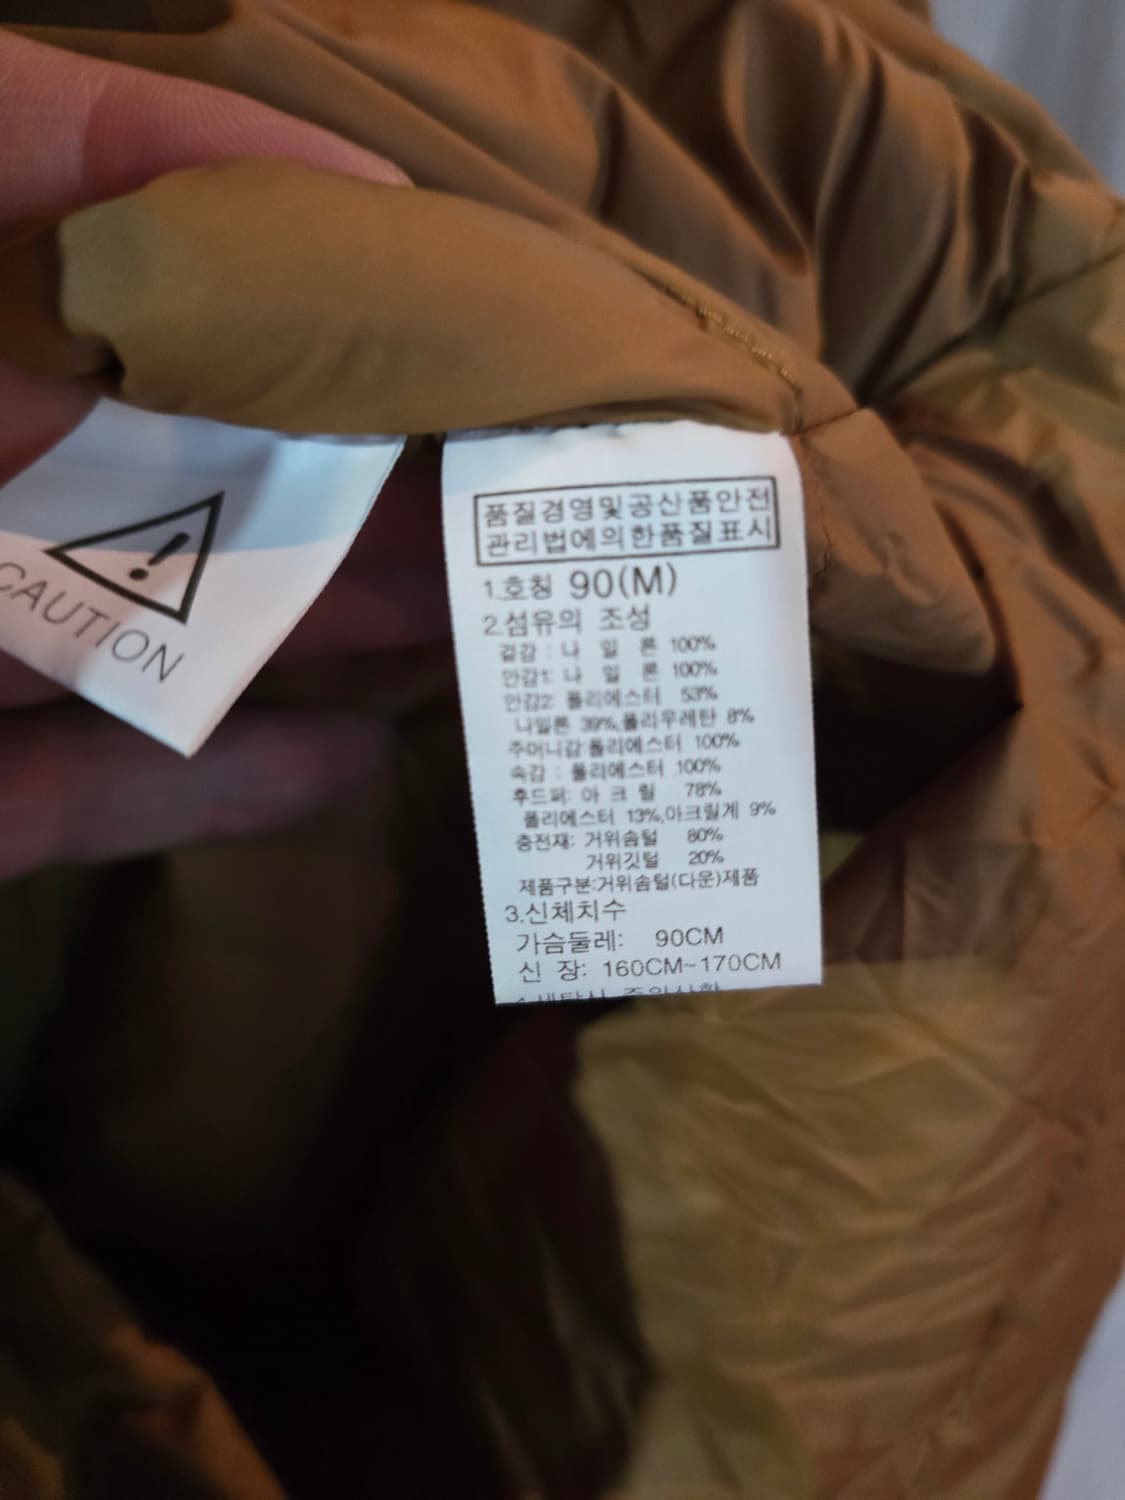 CAUTION
품질경영및공산품안전
관리법에의한품질표시
1.호칭 90(M)
2.섬유의 조성
겉감 : 나 일 론 100%
안감1: 나 일 론 100%
안감2: 폴리에스터 53%
나일론 39%,폴리우레탄 8%
주머니감:폴리에스터 100%
속감 : 폴리에스터 100%
후드퍼: 아 크 릴 78%
폴리에스터 13%,아크릴계 9%
충전재: 거위솜털 80%
거위깃털 20%
제품구분:거위솜털(다운)제품
3.신체치수
가슴둘레: 90CM
신 장: 160CM~170CM